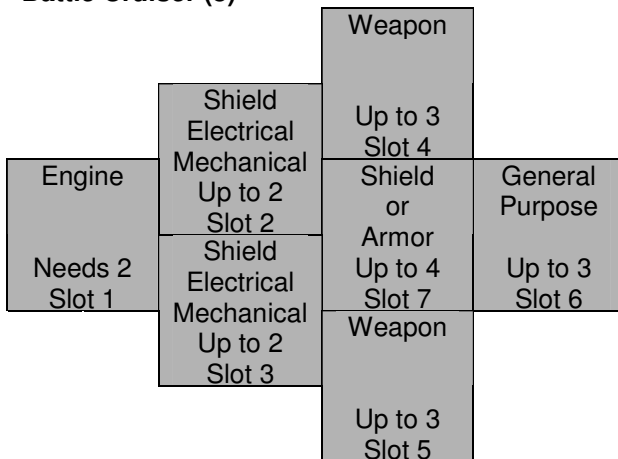 Battle Cruiser
Weapon
Up to 3
Slot 4
Shield
Electrical
Mechanical
Up to 2
Slot 2
Engine
Needs 2
Slot 1
Shield
or
Armor
Up to 4
Slot 7
General
Purpose
Up to 3
Slot 6
Shield
Electrical
Mechanical
Up to 2
Slot 3
Weapon
Up to 3
Slot 5